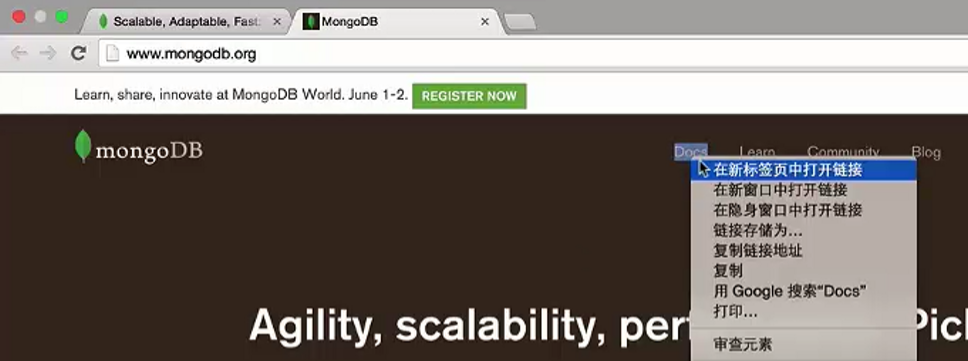 Scalable, Adaptable, Fast:
MongoDB
www.mongodb.org
Learn, share, innovate at MongoDB World. June 1-2. REGISTER NOW
mongoDB
Docs Learn Community Blog
在新标签页中打开链接
在新窗口中打开链接
在隐身窗口中打开链接
链接存储为...
复制链接地址
复制
用 Google 搜索“Docs”
打印...
Agility, scalability,
审查元素